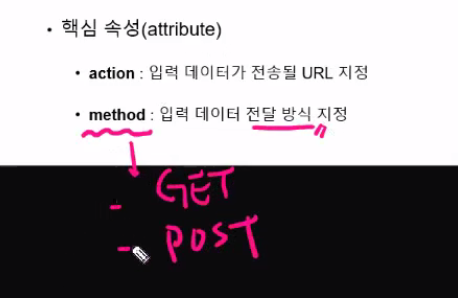 • 핵심 속성(attribute)
• action : 입력 데이터가 전송될 URL 지정
• method : 입력 데이터 전달 방식 지정
- GET
- POST